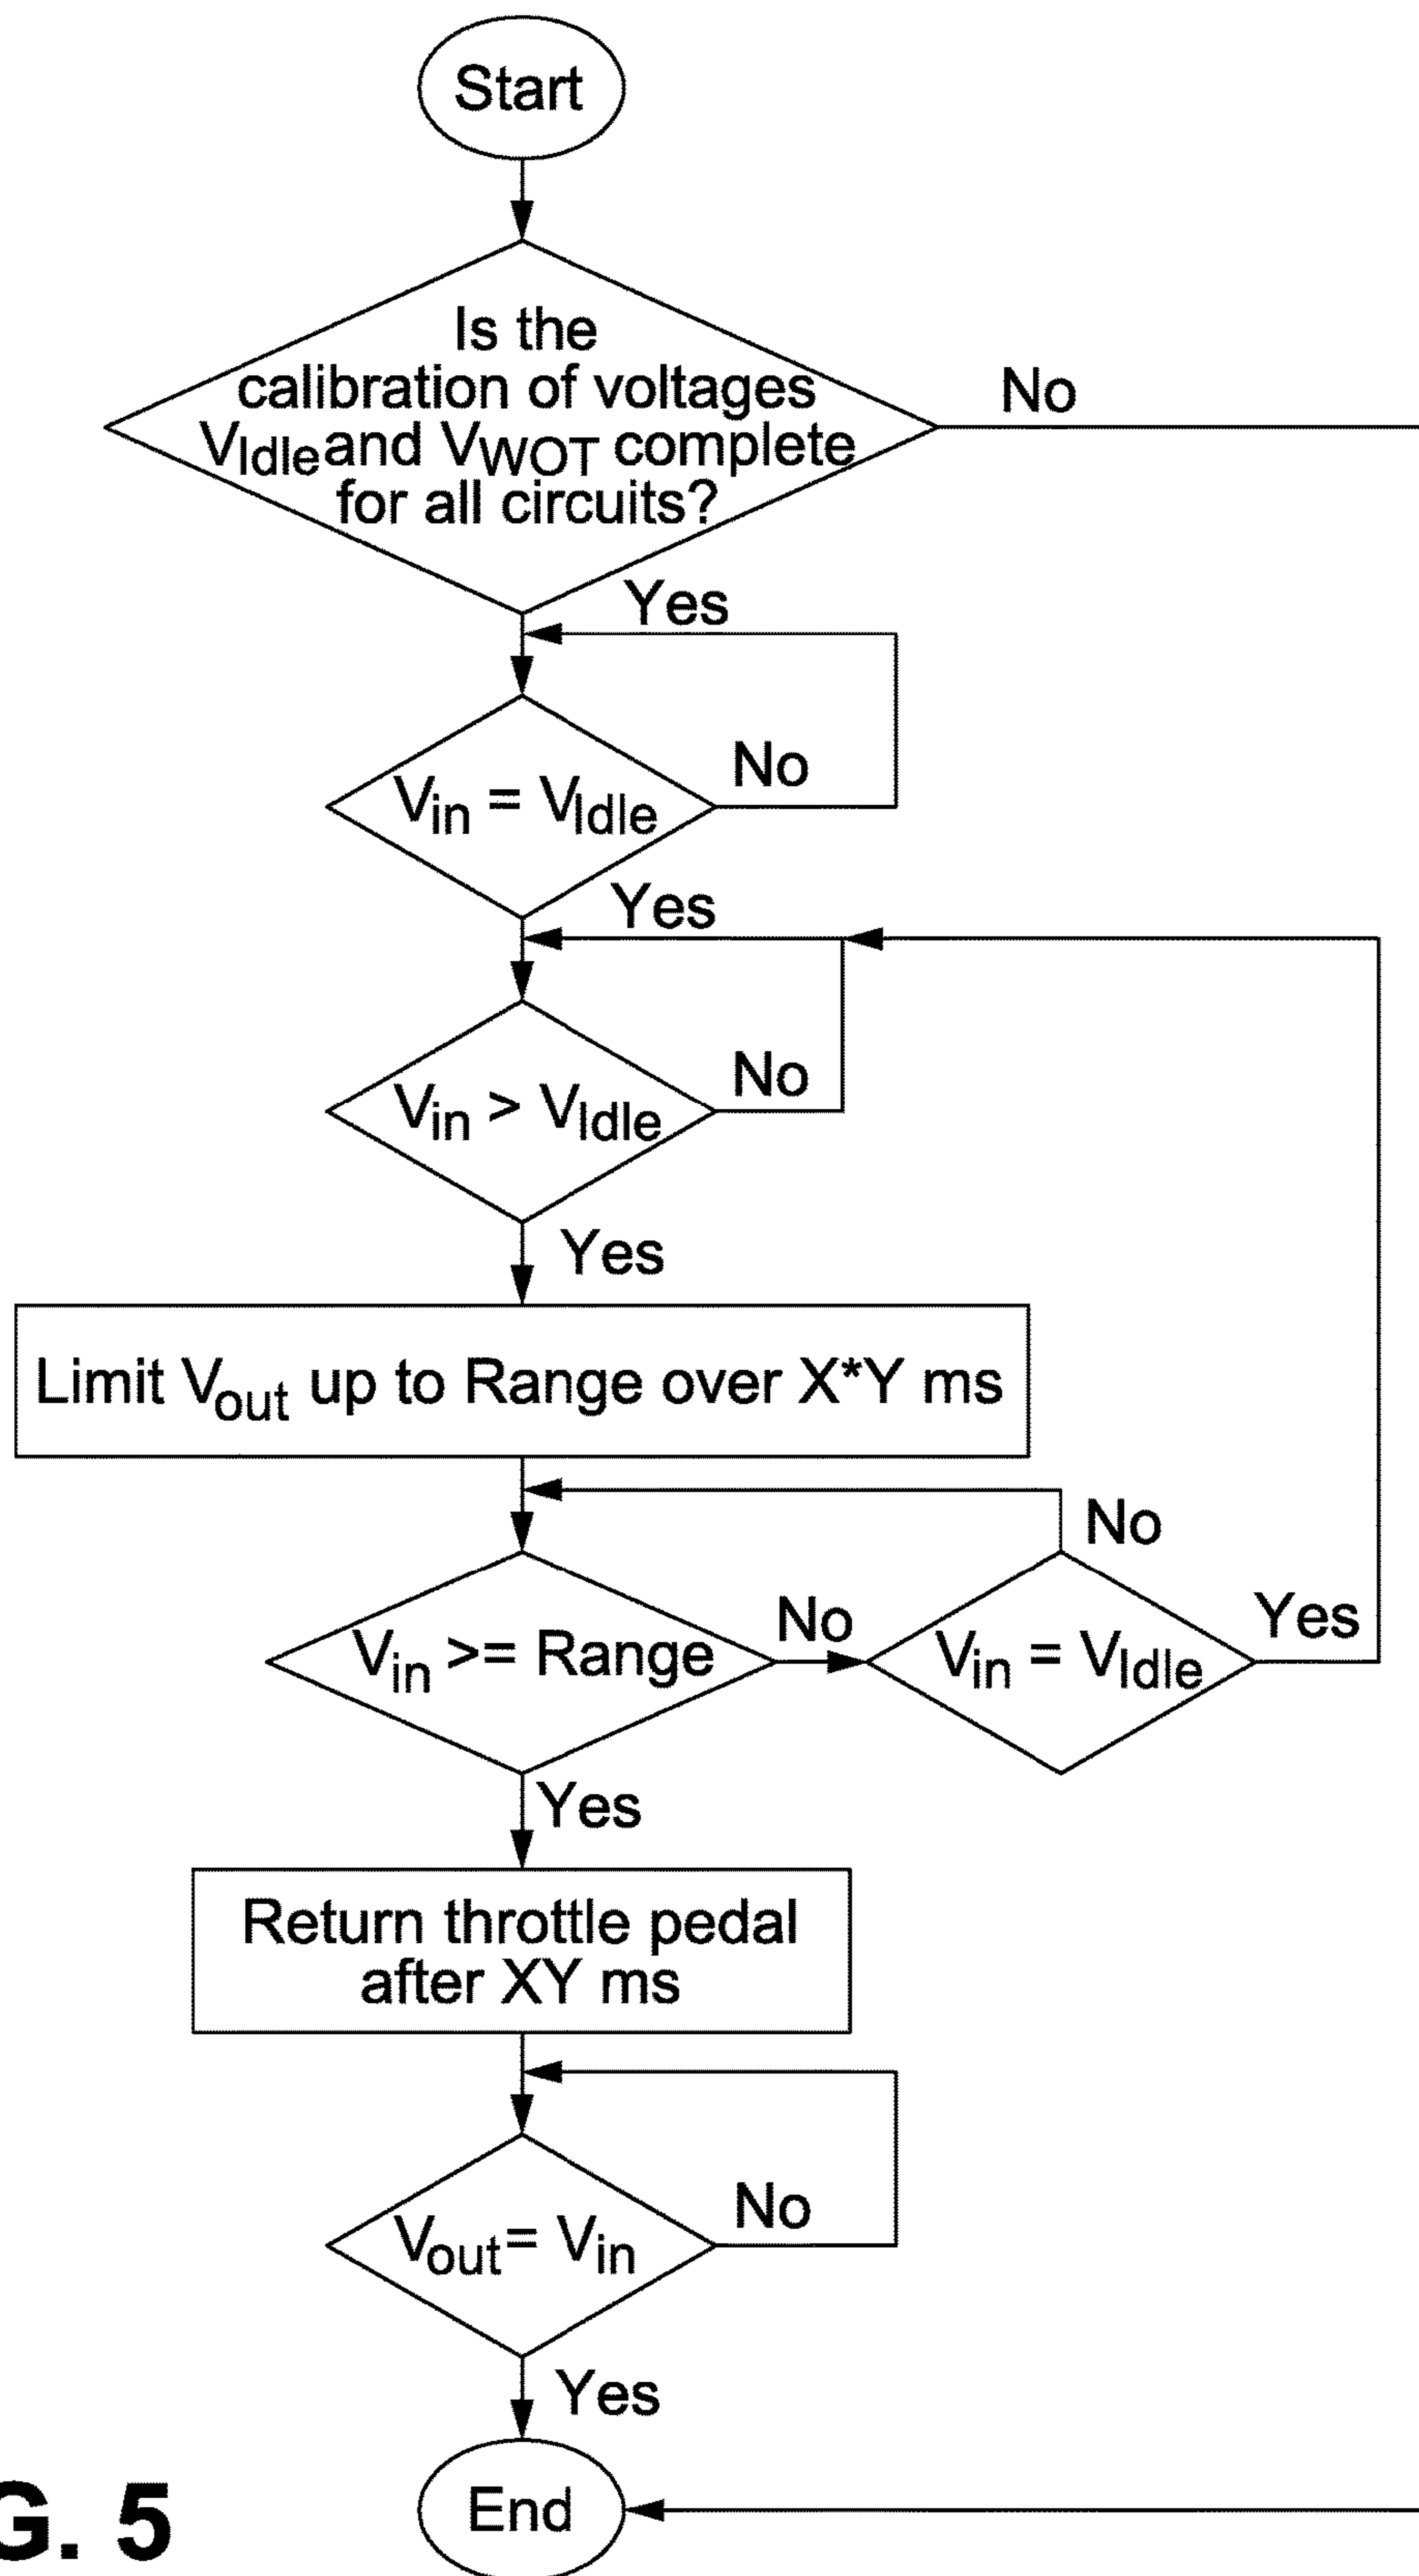 Start
Is the
calibration of voltages
VIdle and VWOT complete
for all circuits?
No
Yes
Vin = VIdle
No
Yes
Vin > VIdle
No
Yes
Limit Vout up to Range over X*Y ms
No
Vin >= Range
No
Vin = VIdle
Yes
Yes
Return throttle pedal
after XY ms
Vout = Vin
No
Yes
End
G. 5